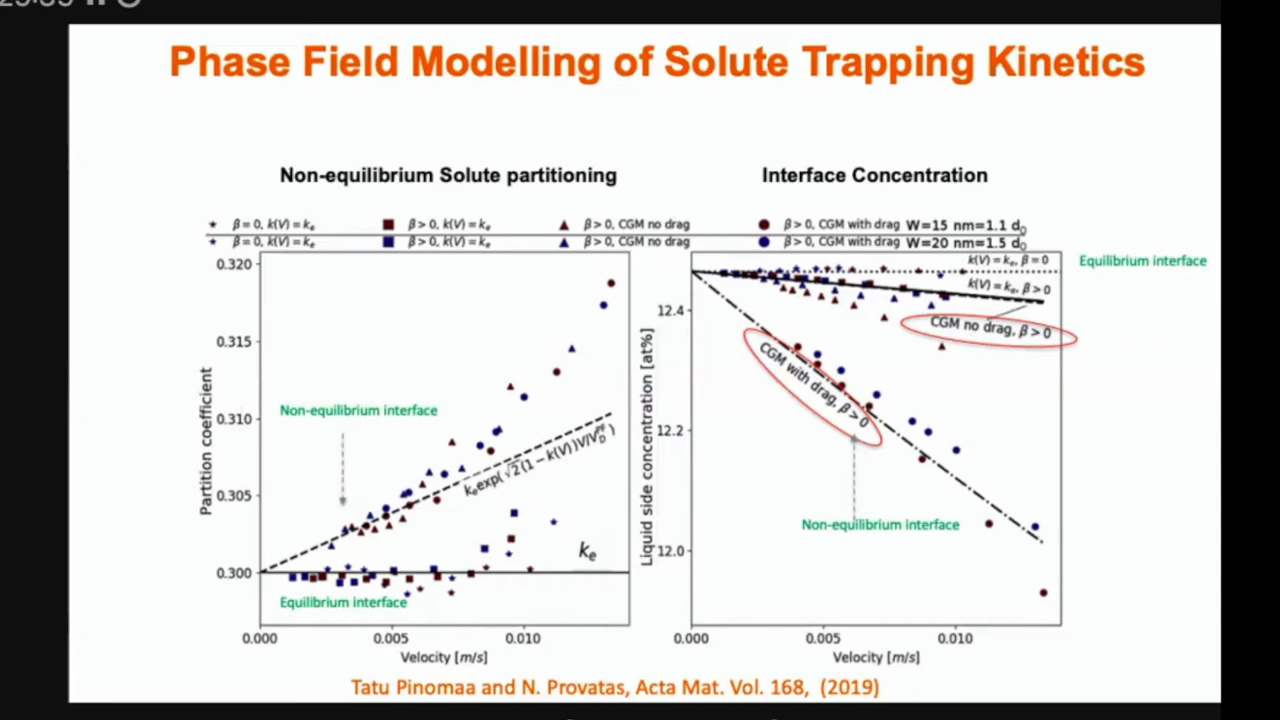 Phase Field Modelling of Solute Trapping Kinetics
Non-equilibrium Solute partitioning
Interface Concentration
β = 0, k(V) = kₑ
β > 0, k(V) = kₑ
β > 0, CGM no drag
β > 0, CGM with drag W=15 nm=1.1 d₀
β = 0, k(V) = kₑ
β > 0, k(V) = kₑ
β > 0, CGM no drag
β > 0, CGM with drag W=20 nm=1.5 d₀
0.320
0.315
0.310
0.305
0.300
Partition coefficient
Non-equilibrium interface
kₑexp(√2(1 − k(V))V/V_D^PF)
kₑ
Equilibrium interface
0.000
0.005
0.010
Velocity [m/s]
k(V) = kₑ, β = 0
Equilibrium interface
k(V) = kₑ, β > 0
CGM no drag, β > 0
CGM with drag, β > 0
12.4
12.2
12.0
Liquid side concentration [at%]
Non-equilibrium interface
0.000
0.005
0.010
Velocity [m/s]
Tatu Pinomaa and N. Provatas, Acta Mat. Vol. 168, (2019)